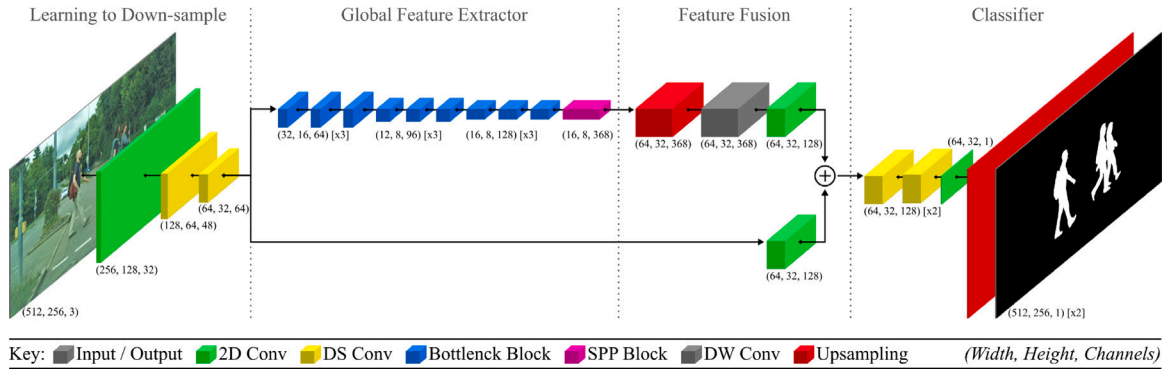 Learning to Down-sample
Global Feature Extractor
Feature Fusion
Classifier
(32, 16, 64) [x3]
(12, 8, 96) [x3]
(16, 8, 128) [x3]
(16, 8, 368)
(64, 32, 368)
(64, 32, 368)
(64, 32, 128)
(64, 32, 1)
(64, 32, 64)
(128, 64, 48)
(64, 32, 128) [x2]
(256, 128, 32)
(64, 32, 128)
(512, 256, 3)
(512, 256, 1) [x2]
Key: Input / Output 2D Conv DS Conv Bottlenck Block SPP Block DW Conv Upsampling (Width, Height, Channels)